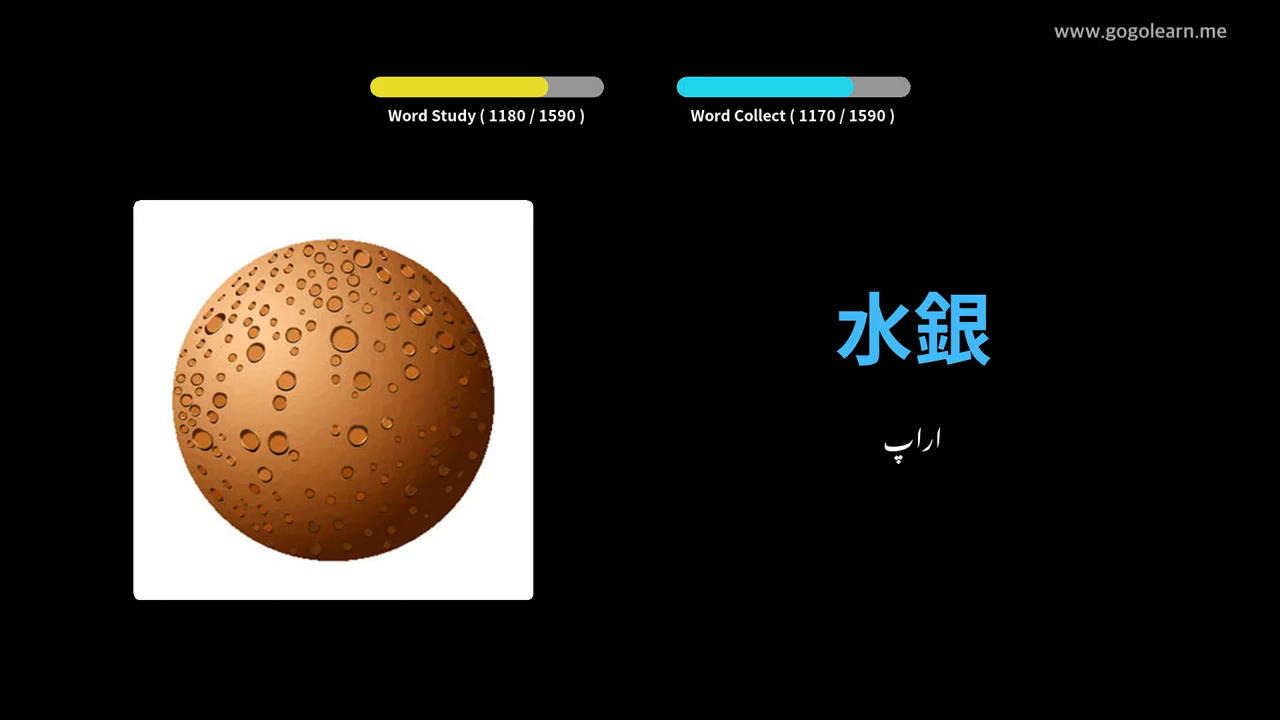 www.gogolearn.me
Word Study ( 1180 / 1590 )
Word Collect ( 1170 / 1590 )
水銀
اراپ